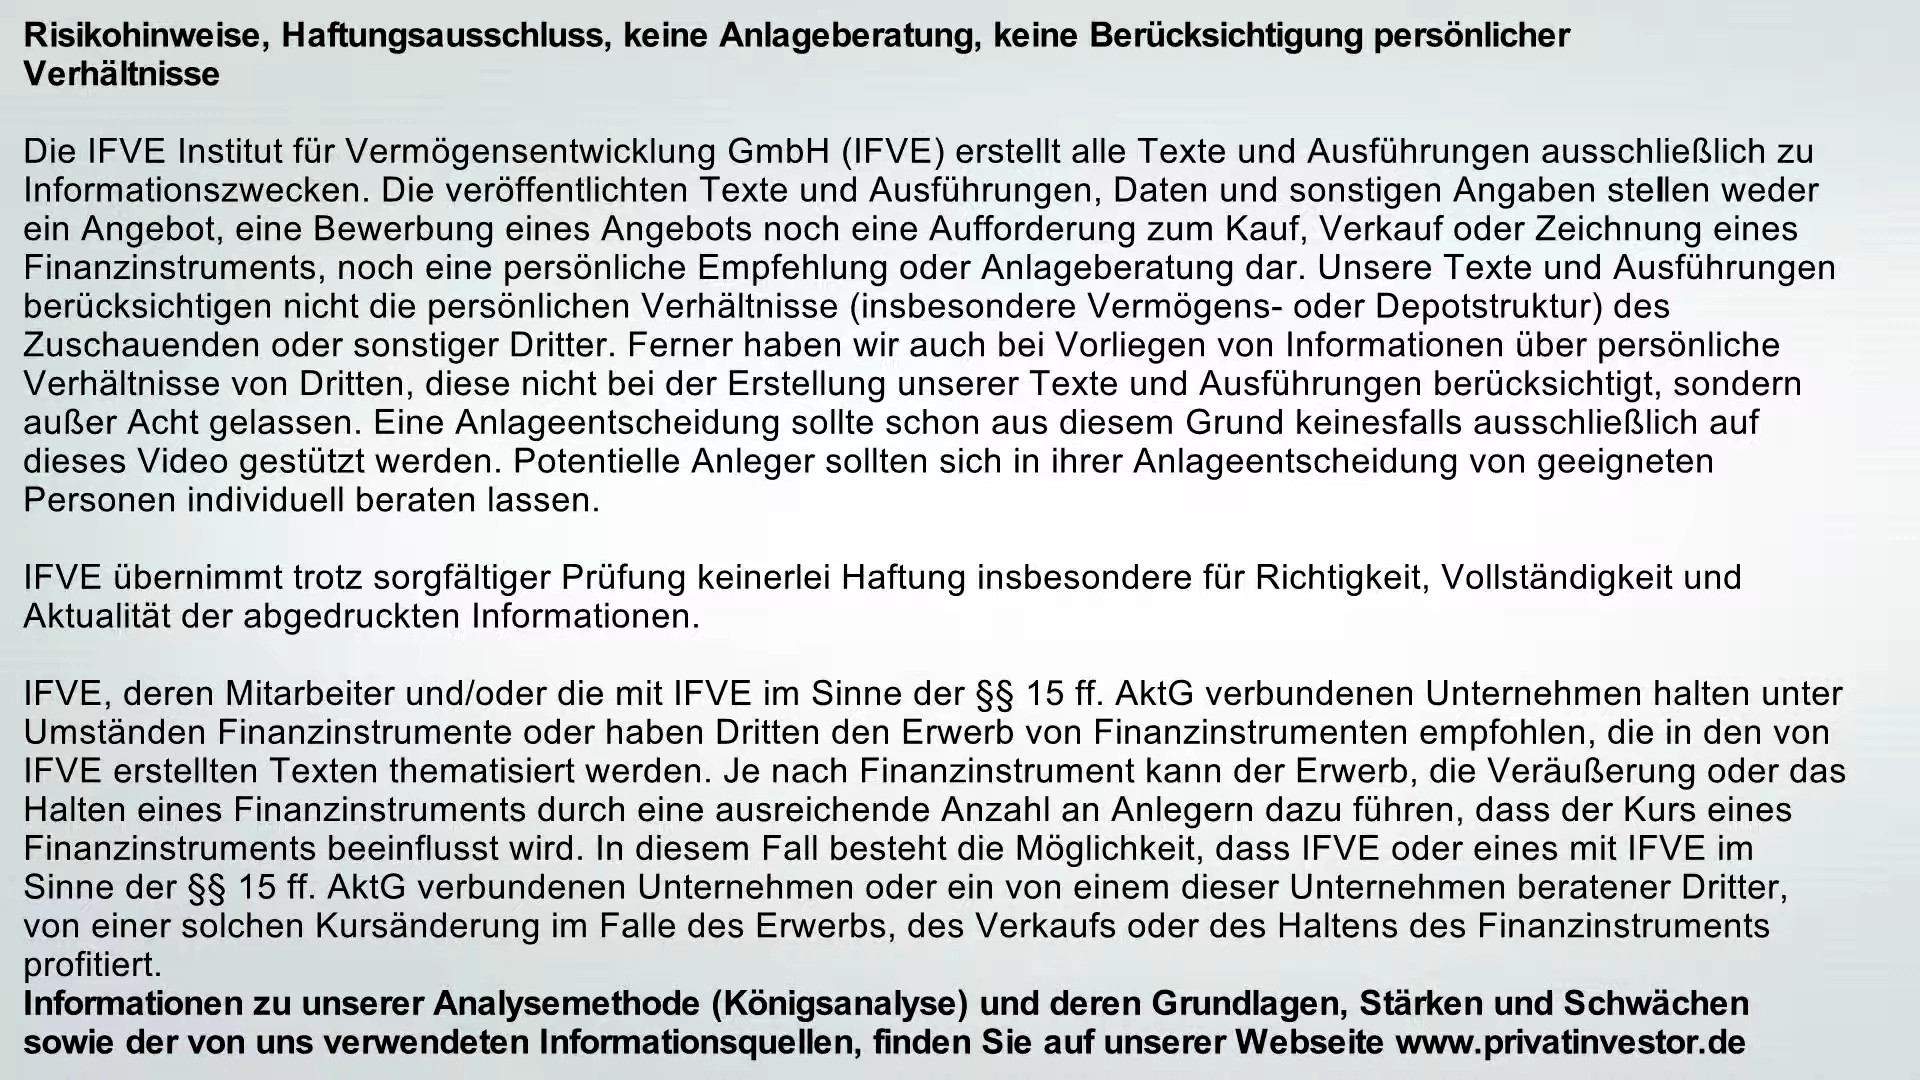 Risikohinweise, Haftungsausschluss, keine Anlageberatung, keine Berücksichtigung persönlicher
Verhältnisse
Die IFVE Institut für Vermögensentwicklung GmbH (IFVE) erstellt alle Texte und Ausführungen ausschließlich zu
Informationszwecken. Die veröffentlichten Texte und Ausführungen, Daten und sonstigen Angaben stellen weder
ein Angebot, eine Bewerbung eines Angebots noch eine Aufforderung zum Kauf, Verkauf oder Zeichnung eines
Finanzinstruments, noch eine persönliche Empfehlung oder Anlageberatung dar. Unsere Texte und Ausführungen
berücksichtigen nicht die persönlichen Verhältnisse (insbesondere Vermögens- oder Depotstruktur) des
Zuschauenden oder sonstiger Dritter. Ferner haben wir auch bei Vorliegen von Informationen über persönliche
Verhältnisse von Dritten, diese nicht bei der Erstellung unserer Texte und Ausführungen berücksichtigt, sondern
außer Acht gelassen. Eine Anlageentscheidung sollte schon aus diesem Grund keinesfalls ausschließlich auf
dieses Video gestützt werden. Potentielle Anleger sollten sich in ihrer Anlageentscheidung von geeigneten
Personen individuell beraten lassen.
IFVE übernimmt trotz sorgfältiger Prüfung keinerlei Haftung insbesondere für Richtigkeit, Vollständigkeit und
Aktualität der abgedruckten Informationen.
IFVE, deren Mitarbeiter und/oder die mit IFVE im Sinne der §§ 15 ff. AktG verbundenen Unternehmen halten unter
Umständen Finanzinstrumente oder haben Dritten den Erwerb von Finanzinstrumenten empfohlen, die in den von
IFVE erstellten Texten thematisiert werden. Je nach Finanzinstrument kann der Erwerb, die Veräußerung oder das
Halten eines Finanzinstruments durch eine ausreichende Anzahl an Anlegern dazu führen, dass der Kurs eines
Finanzinstruments beeinflusst wird. In diesem Fall besteht die Möglichkeit, dass IFVE oder eines mit IFVE im
Sinne der §§ 15 ff. AktG verbundenen Unternehmen oder ein von einem dieser Unternehmen beratener Dritter,
von einer solchen Kursänderung im Falle des Erwerbs, des Verkaufs oder des Haltens des Finanzinstruments
profitiert.
Informationen zu unserer Analysemethode (Königsanalyse) und deren Grundlagen, Stärken und Schwächen
sowie der von uns verwendeten Informationsquellen, finden Sie auf unserer Webseite www.privatinvestor.de